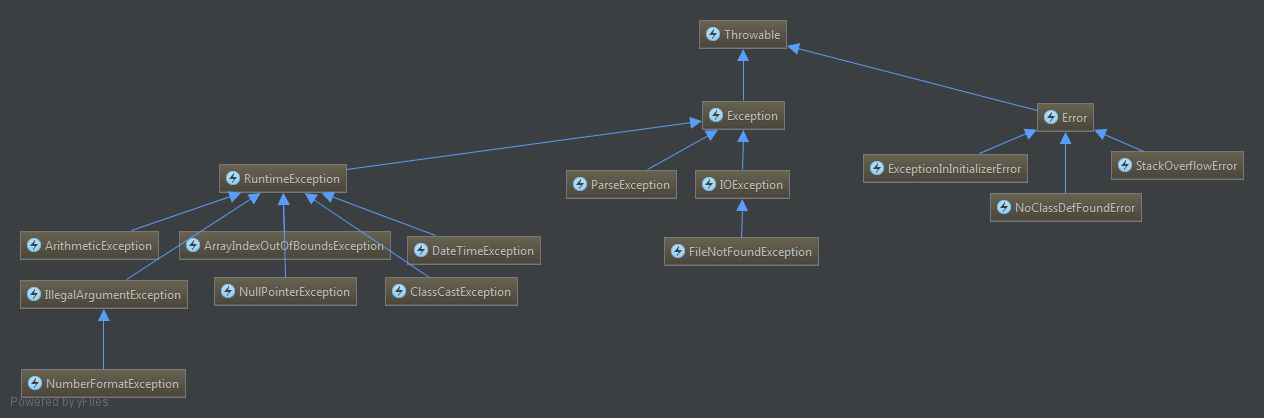 Throwable
Exception
Error
RuntimeException
ParseException
IOException
ExceptionInInitializerError
StackOverflowError
NoClassDefFoundError
ArithmeticException
ArrayIndexOutOfBoundsException
DateTimeException
FileNotFoundException
IllegalArgumentException
NullPointerException
ClassCastException
NumberFormatException
Powered by yFiles